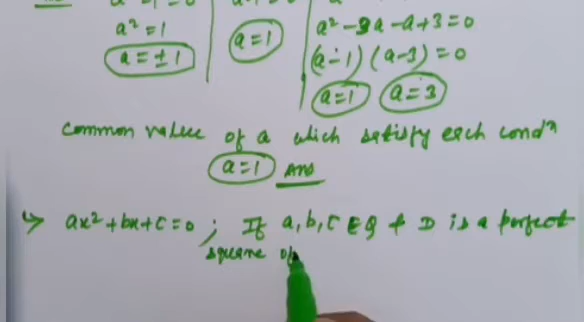 a² = 1
a = ±1
a = 1
a² - 3a - a + 3 = 0
(a - 1) (a - 3) = 0
a = 1 a = 3
common value of a which satisfy each condⁿ
a = 1 Ans
↳ ax² + bx + c = 0 ; If a, b, c ∈ Q & D is a perfect
square of